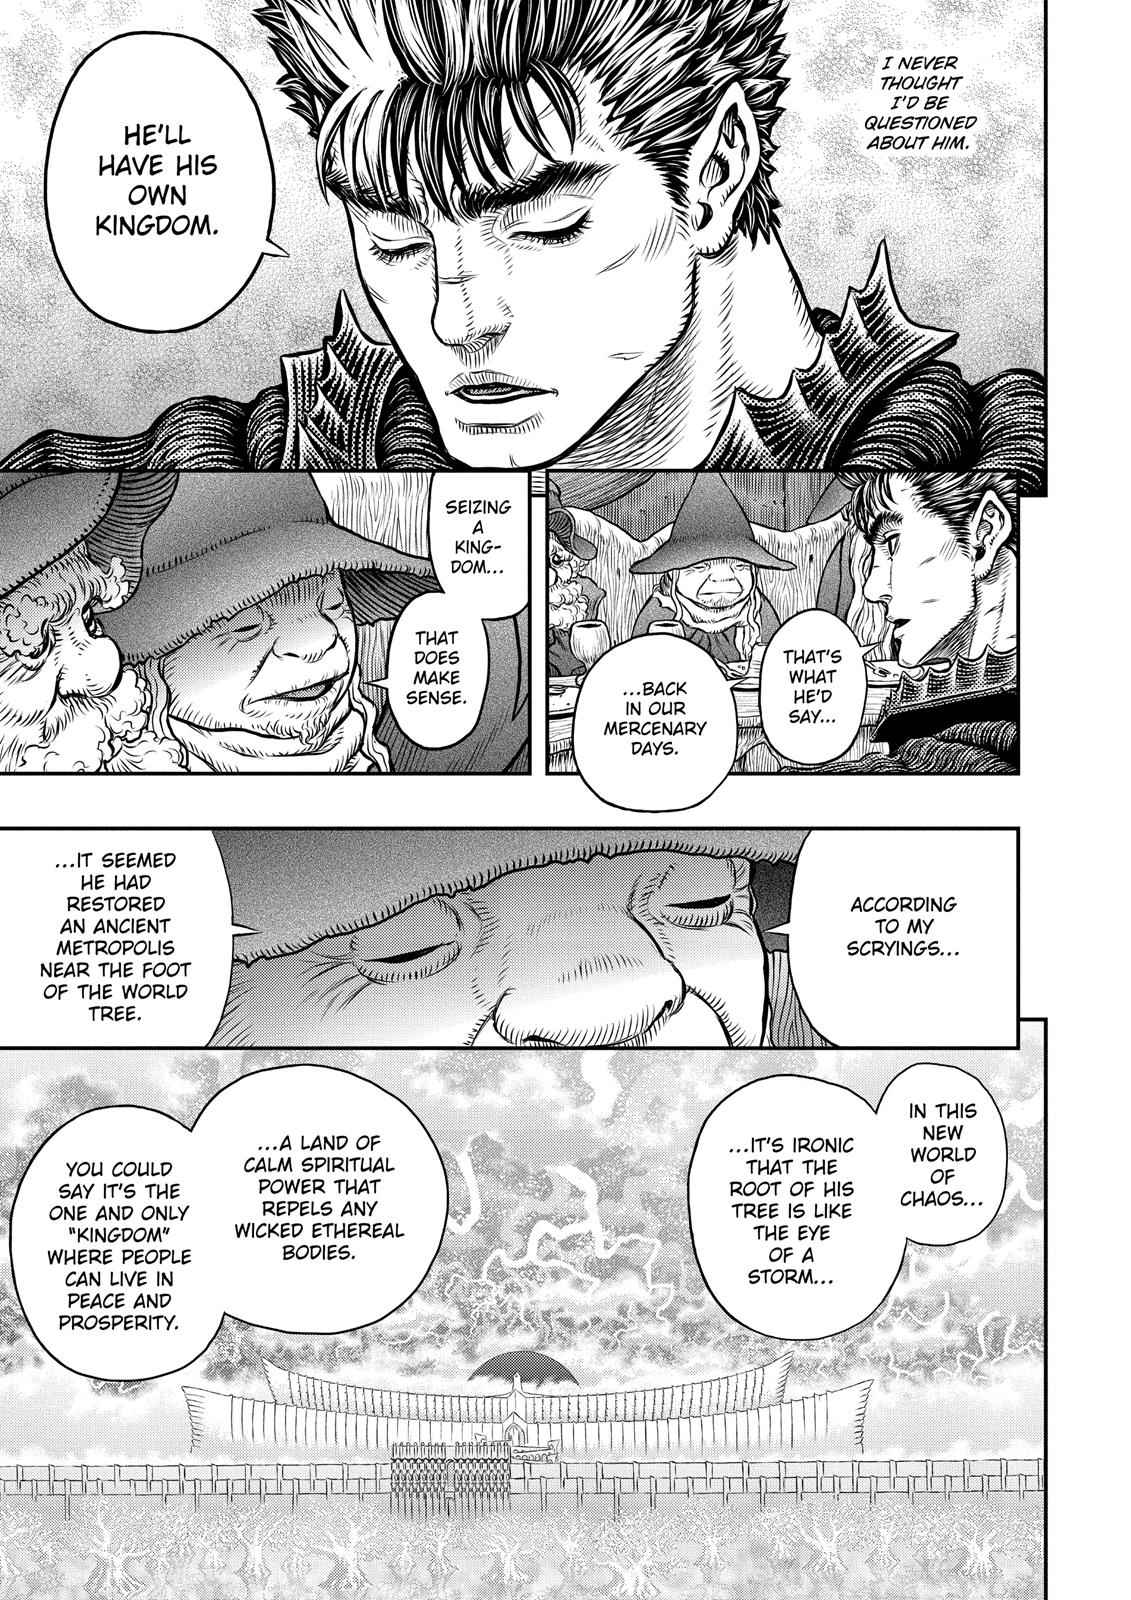 I NEVER
THOUGHT
I'D BE
QUESTIONED
ABOUT HIM.
HE'LL
HAVE HIS
OWN
KINGDOM.
THAT'S
WHAT
HE'D
SAY...
...BACK
IN OUR
MERCENARY
DAYS.
SEIZING
A
KING-
DOM...
THAT
DOES
MAKE
SENSE.
ACCORDING
TO MY
SCRYINGS...
...IT SEEMED
HE HAD
RESTORED
AN ANCIENT
METROPOLIS
NEAR THE FOOT
OF THE WORLD
TREE.
IN THIS
NEW
WORLD
OF
CHAOS...
...IT'S IRONIC
THAT THE
ROOT OF HIS
TREE IS LIKE
THE EYE
OF A
STORM...
...A LAND OF
CALM SPIRITUAL
POWER THAT
REPELS ANY
WICKED ETHEREAL
BODIES.
YOU COULD
SAY IT'S THE
ONE AND ONLY
"KINGDOM"
WHERE PEOPLE
CAN LIVE IN
PEACE AND
PROSPERITY.